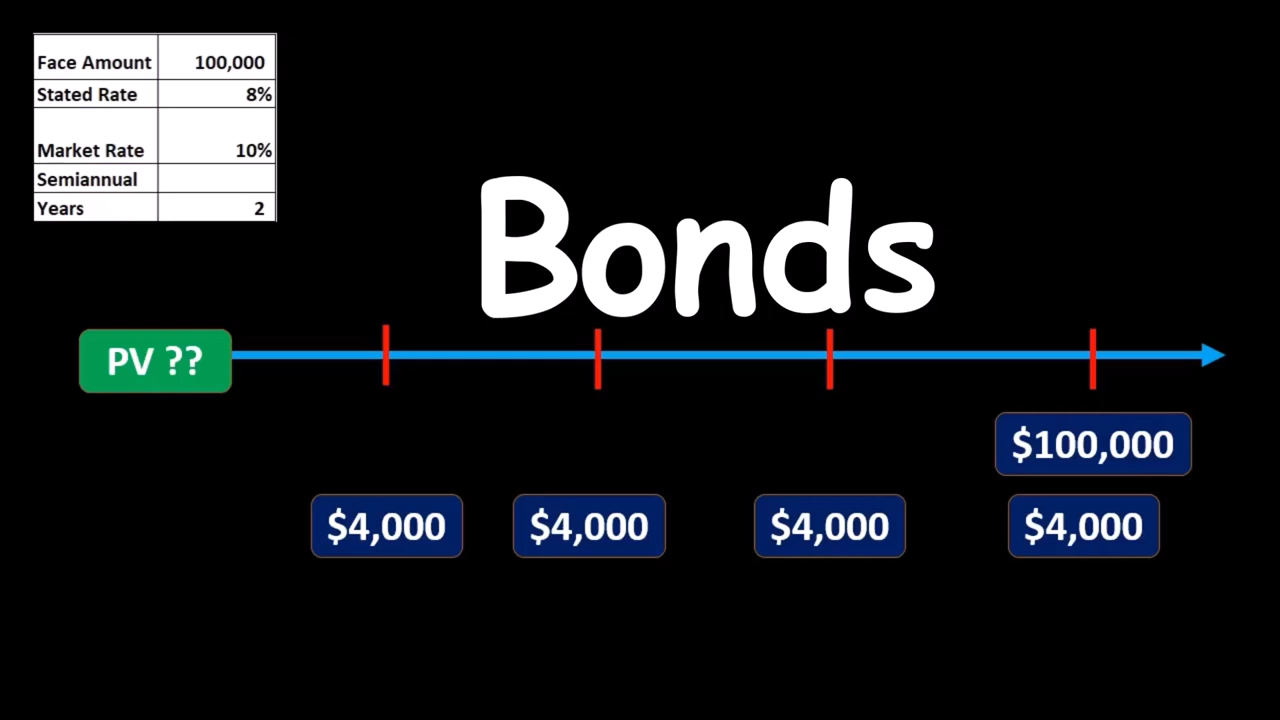 Face Amount 100,000
Stated Rate 8%
Market Rate 10%
Semiannual
Years 2
Bonds
PV ??
$100,000
$4,000 $4,000 $4,000 $4,000